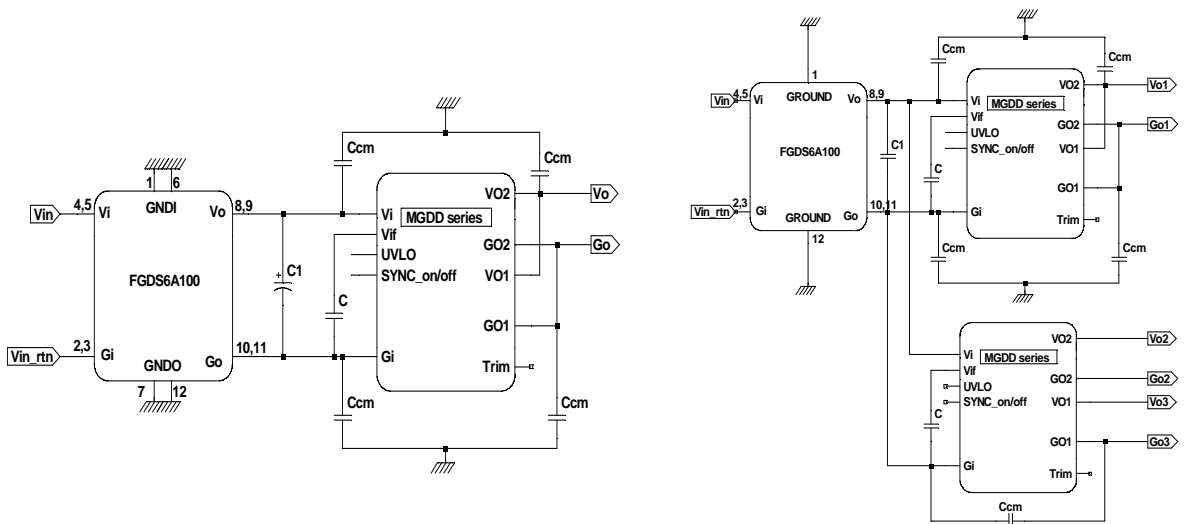 Ccm
Ccm
1 6
GNDI
Vin
4,5
Vi
Vo
8,9
FGDS6A100
C1
+
Vin_rtn
2,3
Gi
Go
10,11
GNDO
7 12
Vi
VO2
Vo
MGDD series
Vif
GO2
Go
UVLO
SYNC_on/off
VO1
C
GO1
Gi
Trim
Ccm
Ccm
Ccm
Ccm
1
GROUND
Vin
4,5
Vi
Vo
8,9
FGDS6A100
C1
Vin_rtn
2,3
Gi
Go
10,11
GROUND
12
VO2
Vo1
Vi
MGDD series
Vif
GO2
Go1
UVLO
SYNC_on/off
VO1
C
GO1
Gi
Trim
Ccm
Ccm
VO2
Vo2
Vi
MGDD series
Vif
GO2
Go2
UVLO
SYNC_on/off
VO1
Vo3
C
GO1
Go3
Gi
Trim
Ccm